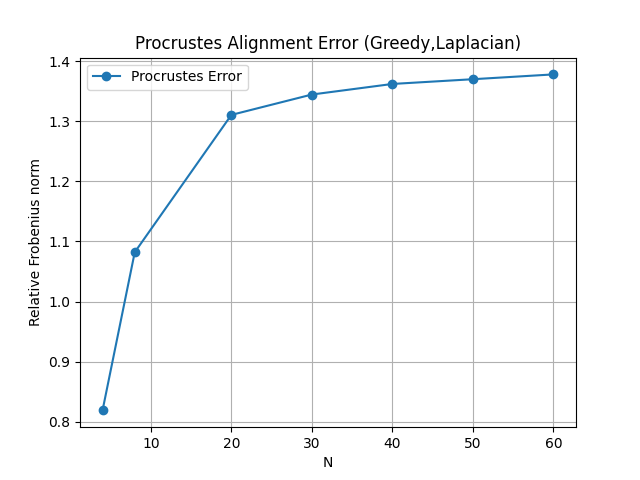 Procrustes Alignment Error (Greedy,Laplacian)
Procrustes Error
Relative Frobenius norm
1.4
1.3
1.2
1.1
1.0
0.9
0.8
10 20 30 40 50 60
N